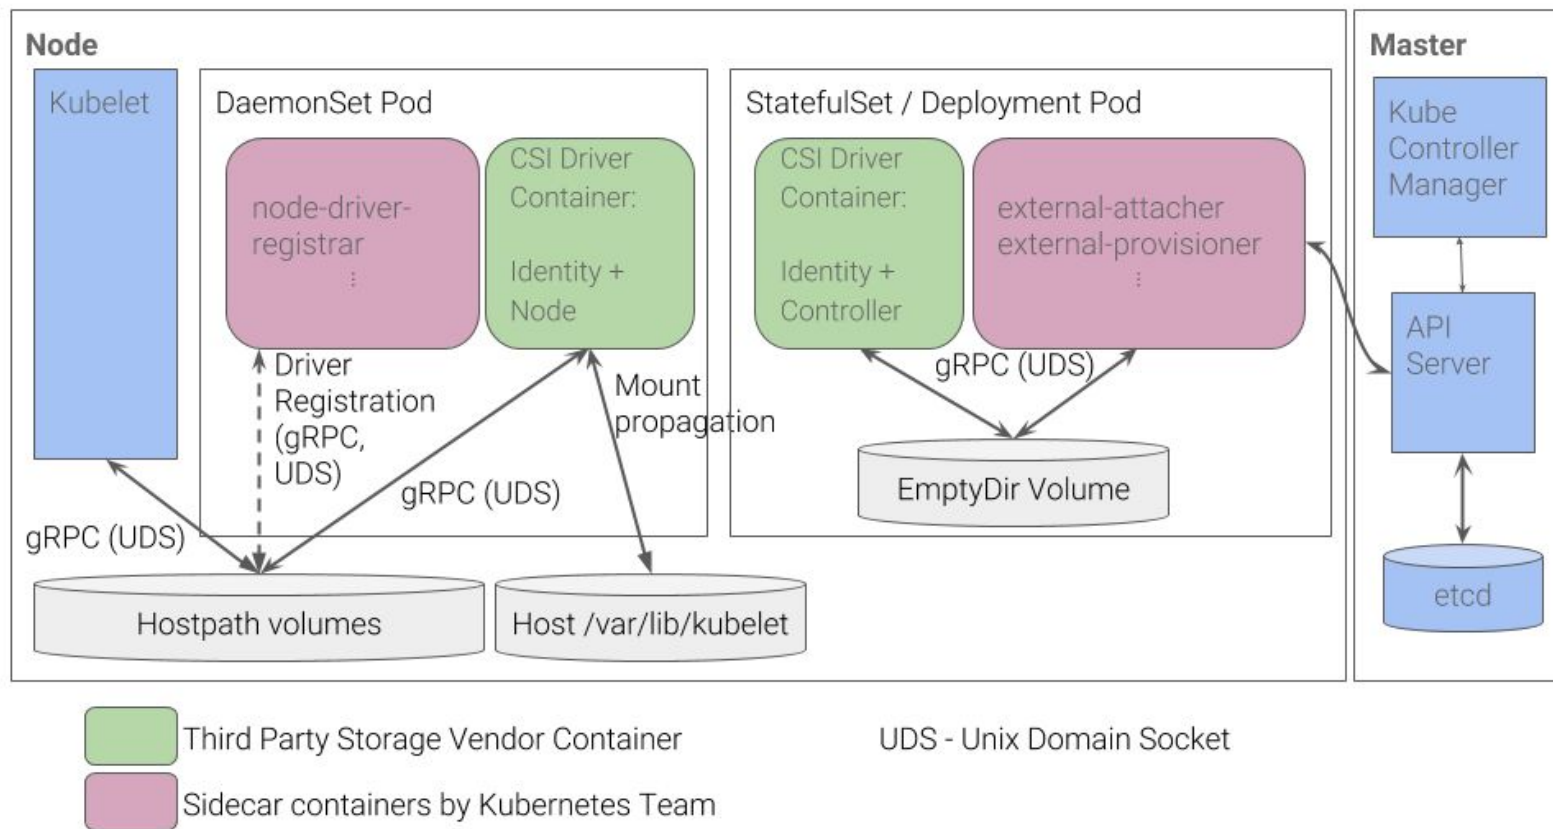 Node
Kubelet
DaemonSet Pod
node-driver-
registrar
⋮
CSI Driver
Container:
Identity +
Node
StatefulSet / Deployment Pod
CSI Driver
Container:
Identity +
Controller
external-attacher
external-provisioner
⋮
Master
Kube
Controller
Manager
API
Server
etcd
Driver
Registration
(gRPC,
UDS)
Mount
propagation
gRPC (UDS)
gRPC (UDS)
gRPC (UDS)
EmptyDir Volume
Hostpath volumes
Host /var/lib/kubelet
Third Party Storage Vendor Container
UDS - Unix Domain Socket
Sidecar containers by Kubernetes Team